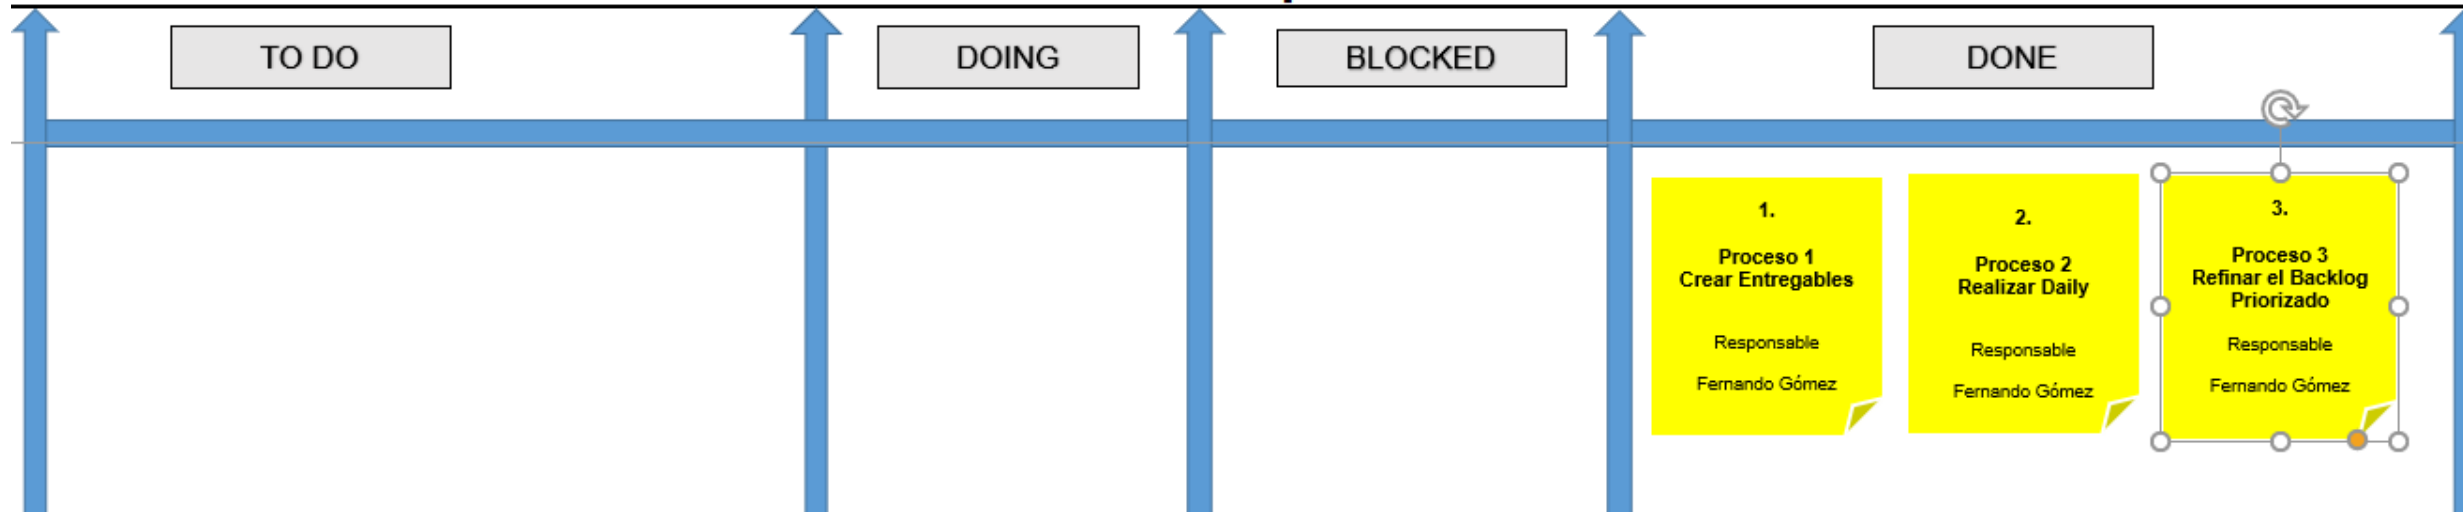 TO DO
DOING
BLOCKED
DONE
1.
Proceso 1
Crear Entregables
Responsable
Fernando Gómez
2.
Proceso 2
Realizar Daily
Responsable
Fernando Gómez
3.
Proceso 3
Refinar el Backlog
Priorizado
Responsable
Fernando Gómez